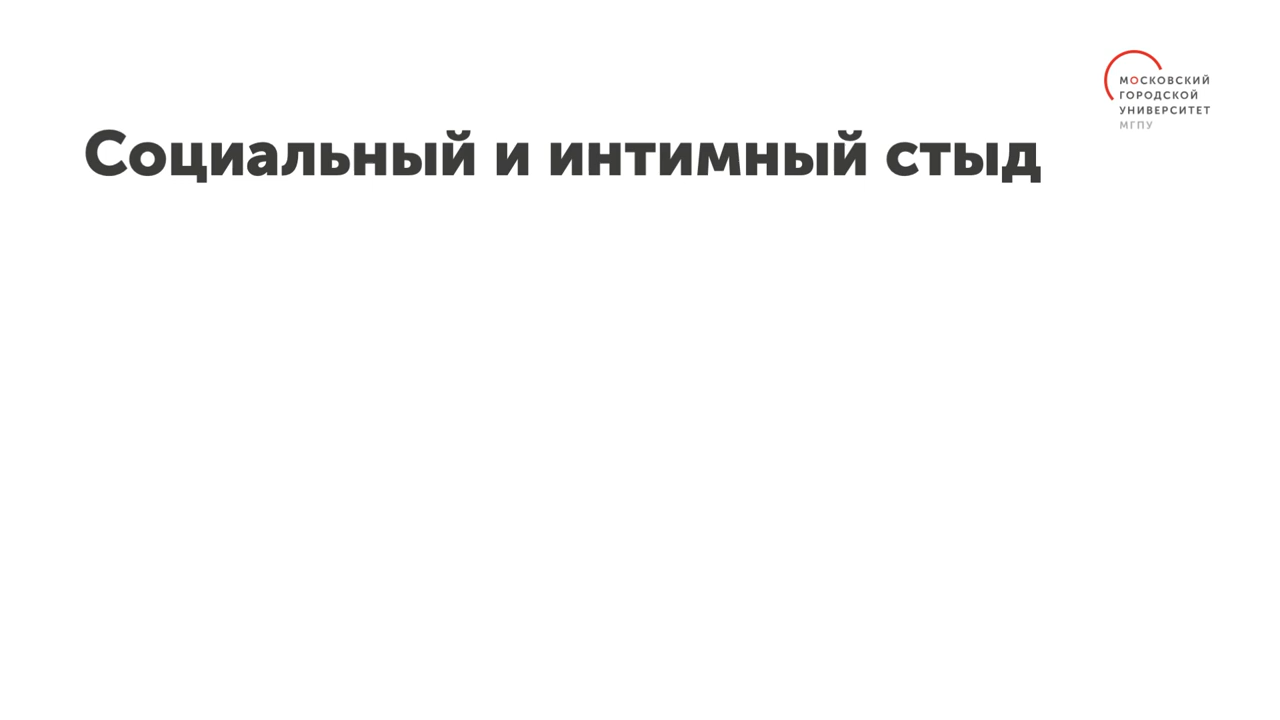 МОСКОВСКИЙ
ГОРОДСКОЙ
УНИВЕРСИТЕТ
МГПУ
Социальный и интимный стыд